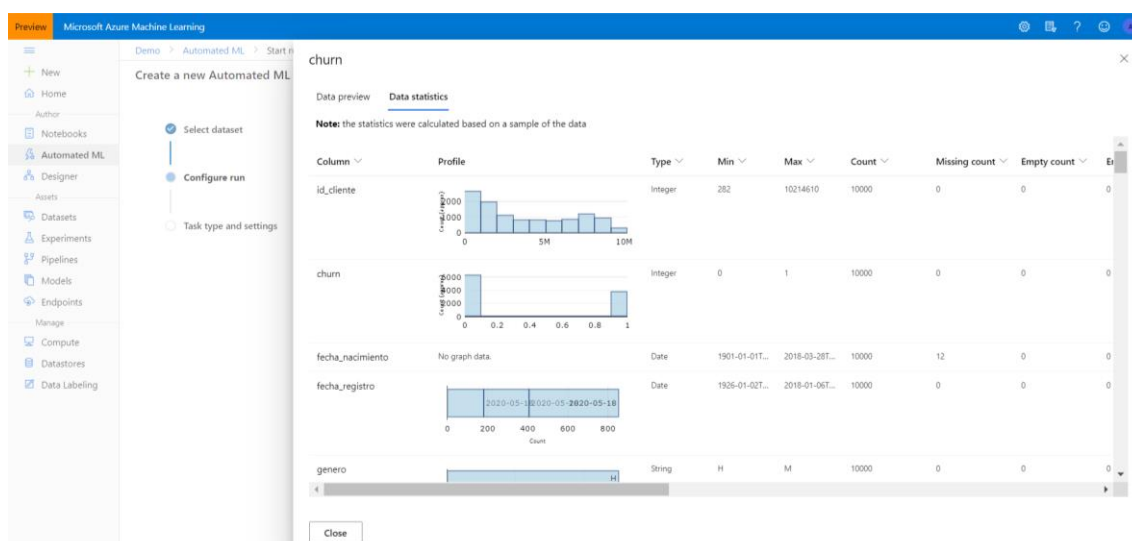 Preview Microsoft Azure Machine Learning
New
Home
Author
Notebooks
Automated ML
Designer
Assets
Datasets
Experiments
Pipelines
Models
Endpoints
Manage
Compute
Datastores
Data Labeling
Demo > Automated ML > Start
Create a new Automated ML
Select dataset
Configure run
Task type and settings
churn
Data preview Data statistics
Note: the statistics were calculated based on a sample of the data
Column Profile Type Min Max Count Missing count Empty count
id_cliente Integer 282 10214610 10000 0 0 0
0 5M 10M
churn Integer 0 1 10000 0 0 0
0 0.2 0.4 0.6 0.8 1
fecha_nacimiento No graph data. Date 1901-01-01T... 2018-03-28T... 10000 12 0 0
fecha_registro Date 1926-01-02T... 2018-01-06T... 10000 0 0 0
2020-05-18
0 200 400 600 800
Count
genero String H M 10000 0 0 0
H
Close